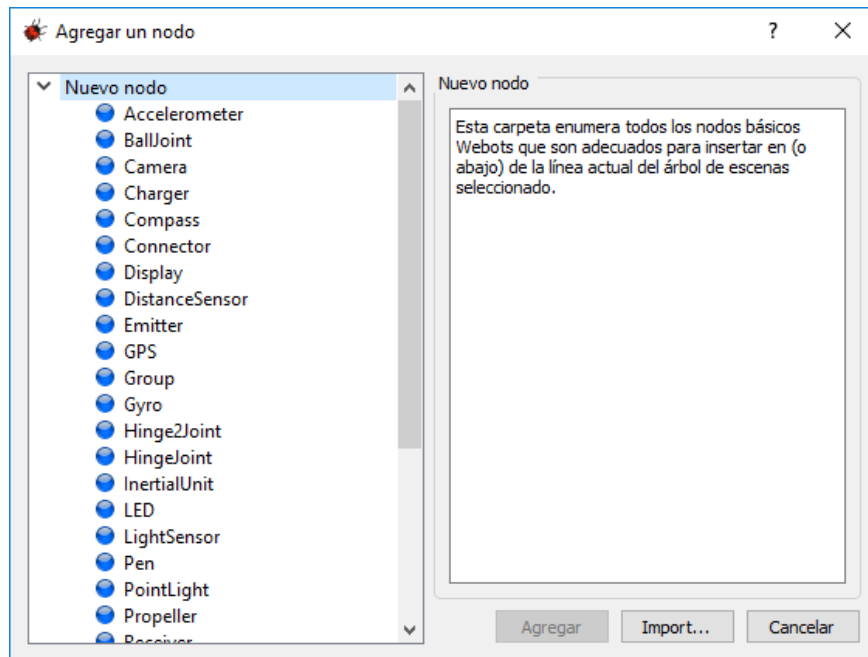 Agregar un nodo
?
Nuevo nodo
Accelerometer
BallJoint
Camera
Charger
Compass
Connector
Display
DistanceSensor
Emitter
GPS
Group
Gyro
Hinge2Joint
HingeJoint
InertialUnit
LED
LightSensor
Pen
PointLight
Propeller
Receiver
Nuevo nodo
Esta carpeta enumera todos los nodos básicos
Webots que son adecuados para insertar en (o
abajo) de la línea actual del árbol de escenas
seleccionado.
Agregar
Import...
Cancelar